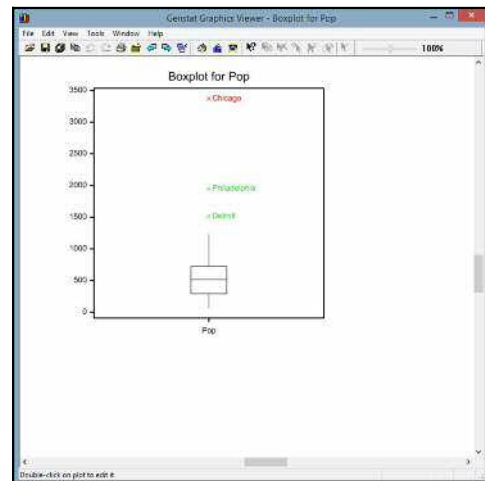 Genstat Graphics Viewer - Boxplot for Pop
File Edit View Tools Window Help
100%
Boxplot for Pop
3500
Chicago
3000
2500
2000
Philadelphia
1500
Detroit
1000
500
0
Pop
Double-click on plot to edit it